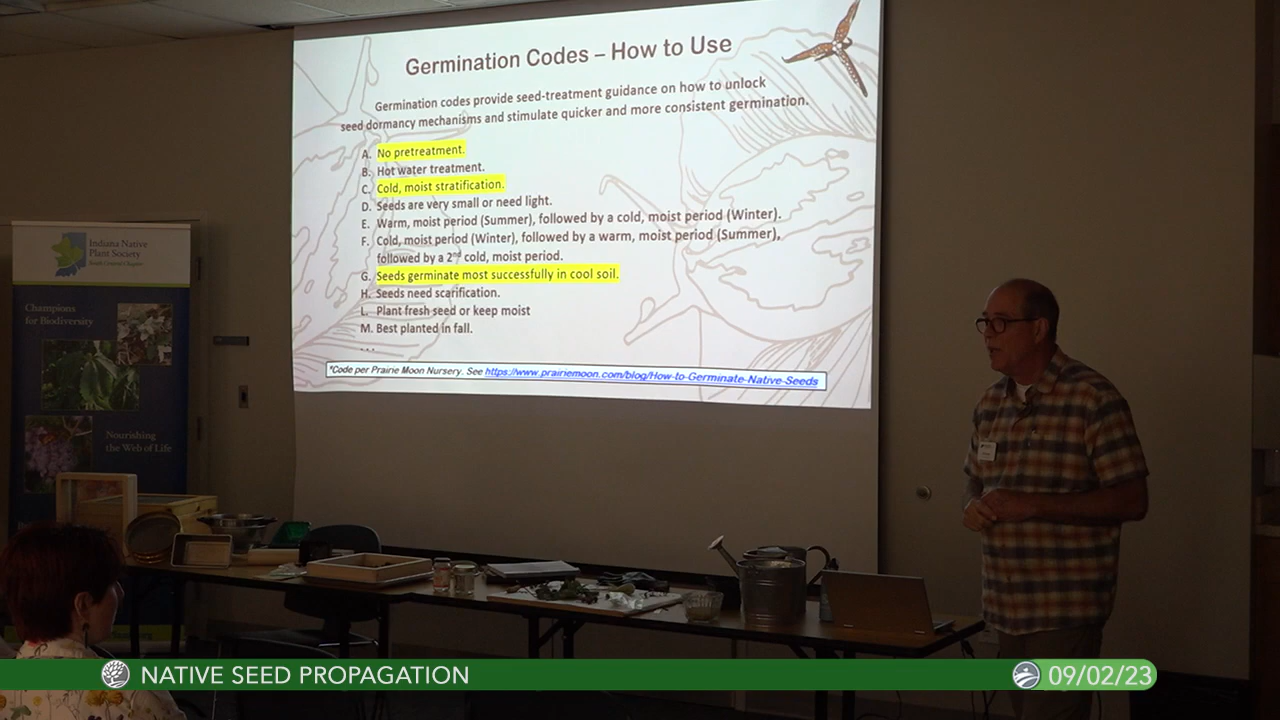 Germination Codes – How to Use
Germination codes provide seed-treatment guidance on how to unlock
seed dormancy mechanisms and stimulate quicker and more consistent germination.
A. No pretreatment.
B. Hot water treatment.
C. Cold, moist stratification.
D. Seeds are very small or need light.
E. Warm, moist period (Summer), followed by a cold, moist period (Winter).
F. Cold, moist period (Winter), followed by a warm, moist period (Summer),
followed by a 2nd cold, moist period.
G. Seeds germinate most successfully in cool soil.
H. Seeds need scarification.
L. Plant fresh seed or keep moist
M. Best planted in fall.
...
*Code per Prairie Moon Nursery. See https://www.prairiemoon.com/blog/How-to-Germinate-Native-Seeds
Indiana Native
Plant Society
South Central Chapter
Champions
for Biodiversity
Nourishing
the Web of Life
NATIVE SEED PROPAGATION
09/02/23